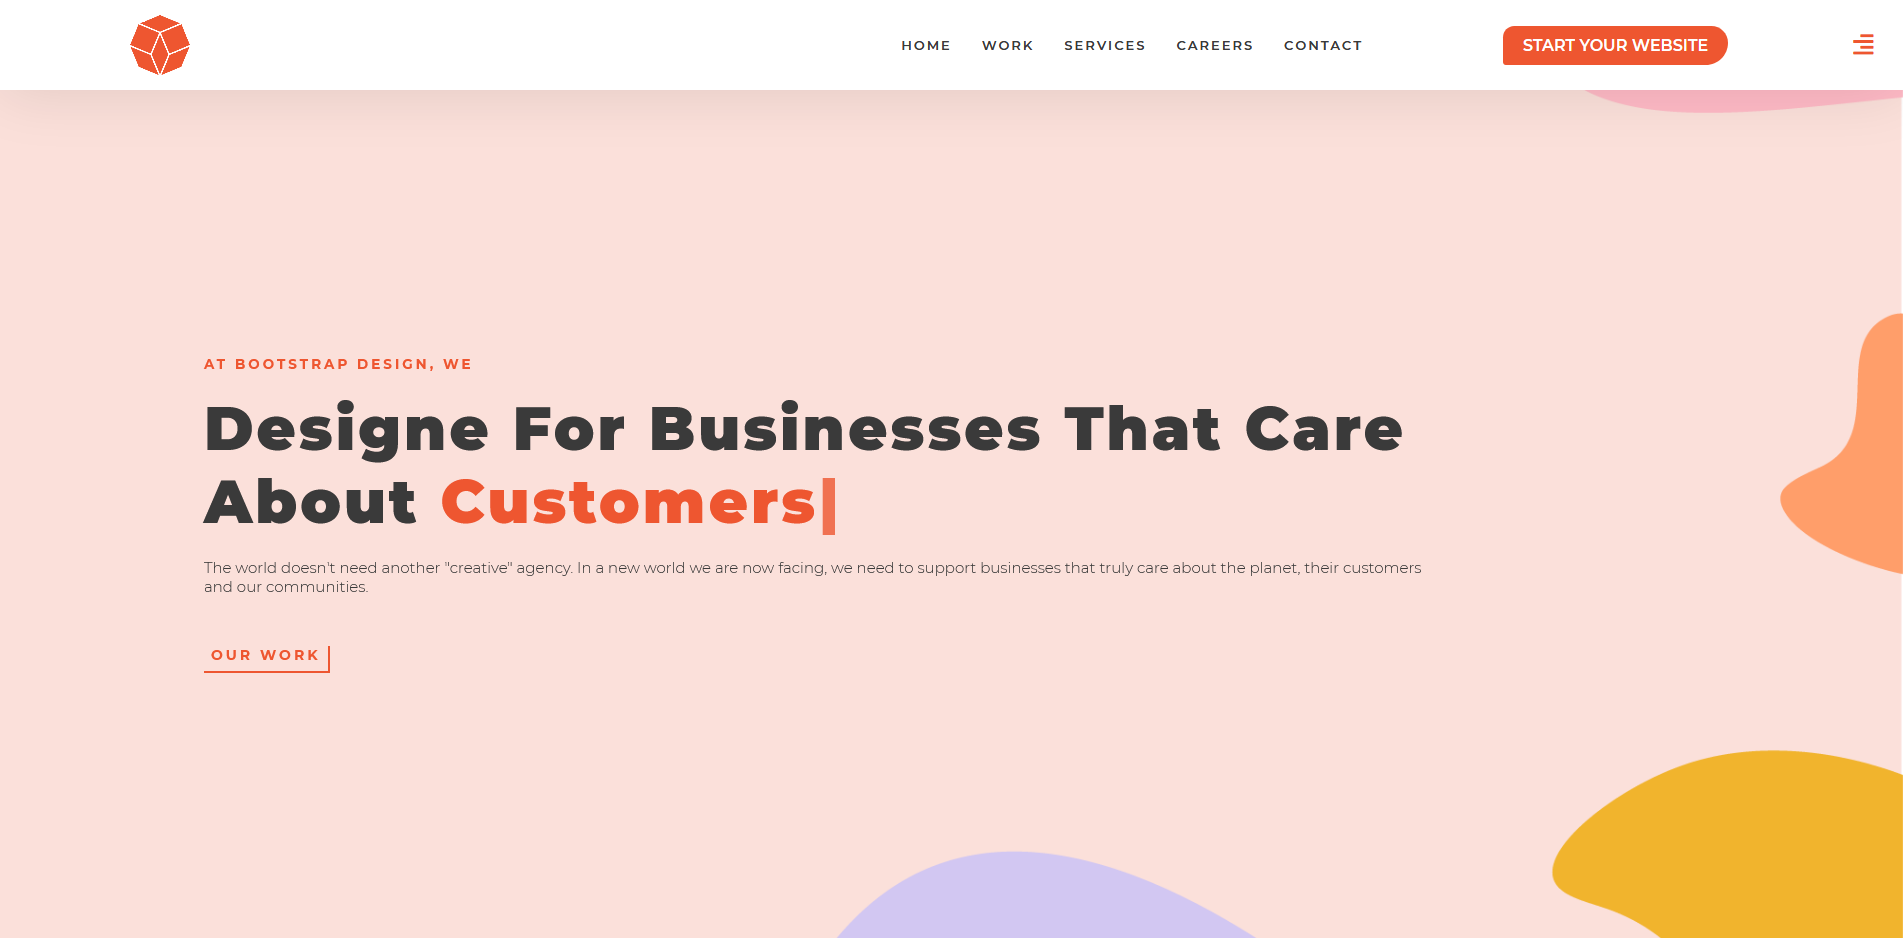 HOME WORK SERVICES CAREERS CONTACT START YOUR WEBSITE
AT BOOTSTRAP DESIGN, WE
Designe For Businesses That Care
About Customers|
The world doesn't need another "creative" agency. In a new world we are now facing, we need to support businesses that truly care about the planet, their customers
and our communities.
OUR WORK